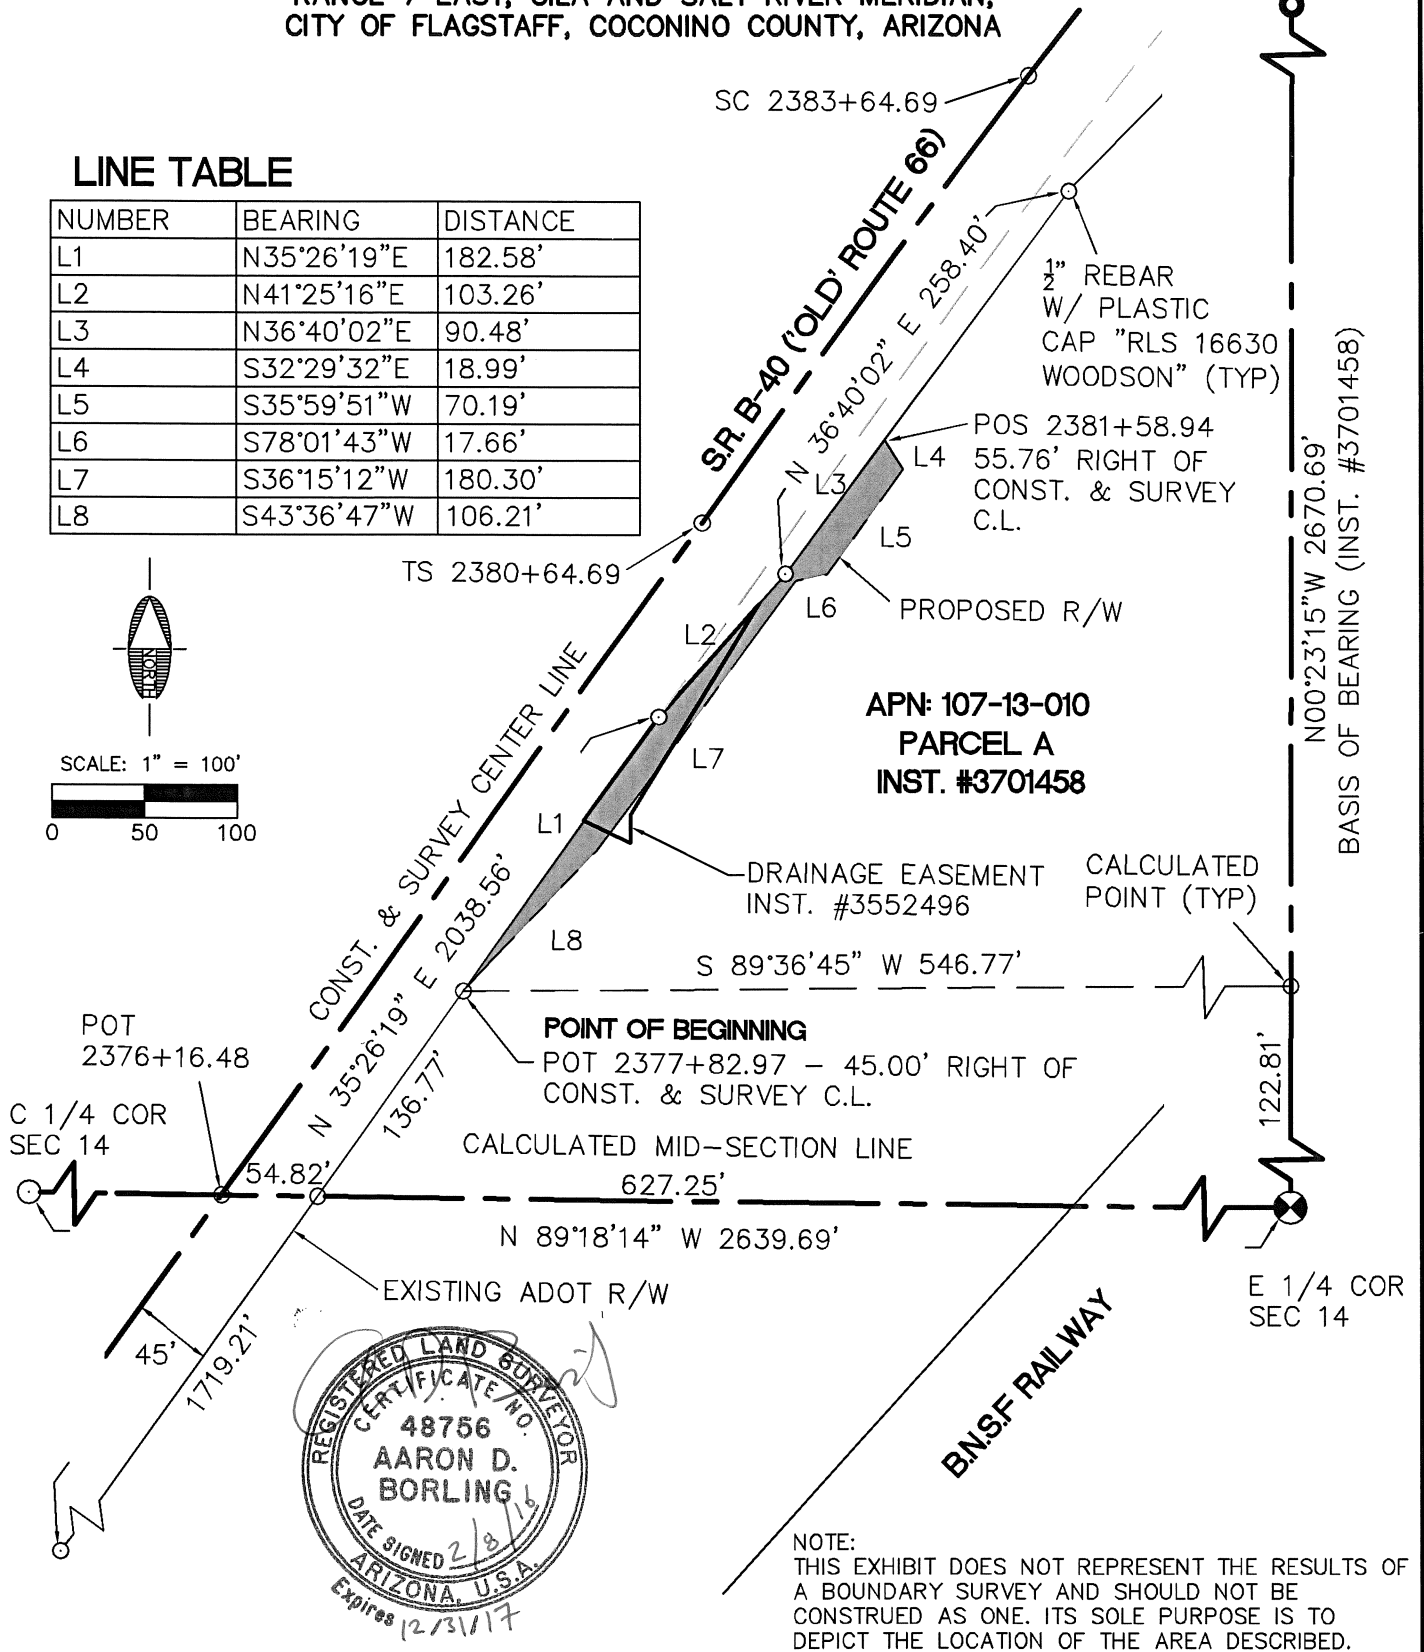 RANGE 7 EAST, GILA AND SALT RIVER MERIDIAN,
CITY OF FLAGSTAFF, COCONINO COUNTY, ARIZONA
SC 2383+64.69
LINE TABLE
NUMBER BEARING DISTANCE
L1 N35°26'19"E 182.58'
L2 N41°25'16"E 103.26'
L3 N36°40'02"E 90.48'
L4 S32°29'32"E 18.99'
L5 S35°59'51"W 70.19'
L6 S78°01'43"W 17.66'
L7 S36°15'12"W 180.30'
L8 S43°36'47"W 106.21'
S.R. B-40 ('OLD' ROUTE 66)
N 36°40'02" E 258.40'
1/2" REBAR
W/ PLASTIC
CAP "RLS 16630
WOODSON" (TYP)
POS 2381+58.94
55.76' RIGHT OF
CONST. & SURVEY
C.L.
L4
L3
L5
TS 2380+64.69
L6
PROPOSED R/W
L2
N00°23'15"W 2670.69'
BASIS OF BEARING (INST. #3701458)
NORTH
SCALE: 1" = 100'
0 50 100
APN: 107-13-010
PARCEL A
INST. #3701458
L7
L1
CONST. & SURVEY CENTER LINE
DRAINAGE EASEMENT
INST. #3552496
CALCULATED
POINT (TYP)
L8
S 89°36'45" W 546.77'
N 35°26'19" E 2038.56'
136.77'
POINT OF BEGINNING
POT 2377+82.97 - 45.00' RIGHT OF
CONST. & SURVEY C.L.
POT
2376+16.48
122.81'
C 1/4 COR
SEC 14
54.82'
CALCULATED MID-SECTION LINE
627.25'
N 89°18'14" W 2639.69'
EXISTING ADOT R/W
E 1/4 COR
SEC 14
45'
1719.21'
B.N.S.F RAILWAY
REGISTERED LAND SURVEYOR
CERTIFICATE NO.
48756
AARON D.
BORLING
DATE SIGNED 2/8/16
ARIZONA, U.S.A.
Expires 12/31/17
NOTE:
THIS EXHIBIT DOES NOT REPRESENT THE RESULTS OF
A BOUNDARY SURVEY AND SHOULD NOT BE
CONSTRUED AS ONE. ITS SOLE PURPOSE IS TO
DEPICT THE LOCATION OF THE AREA DESCRIBED.